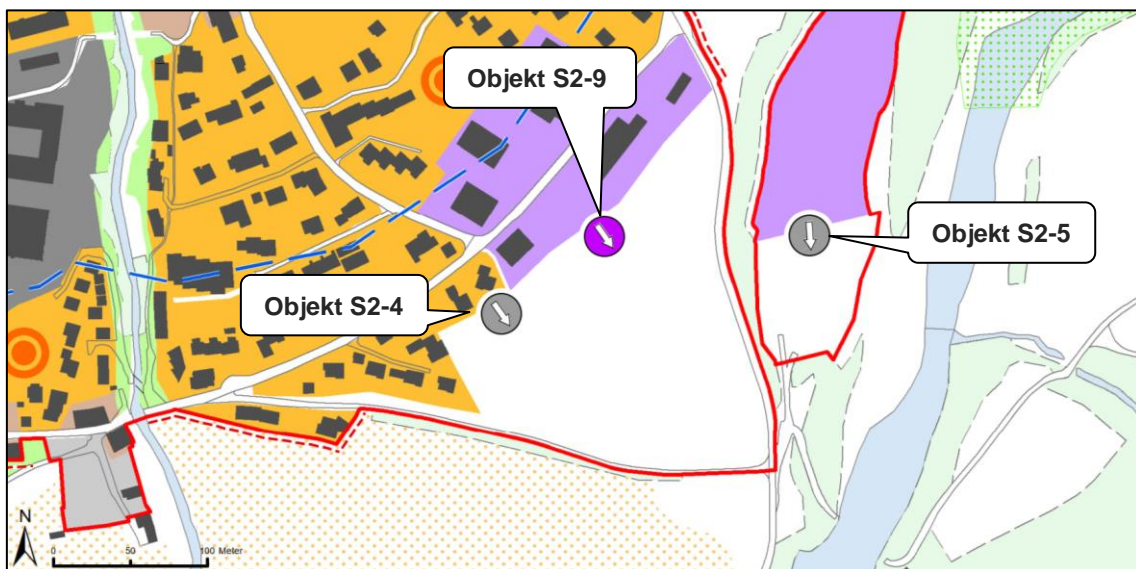 Objekt S2-9
Objekt S2-5
Objekt S2-4
N
0 50 100 Meter